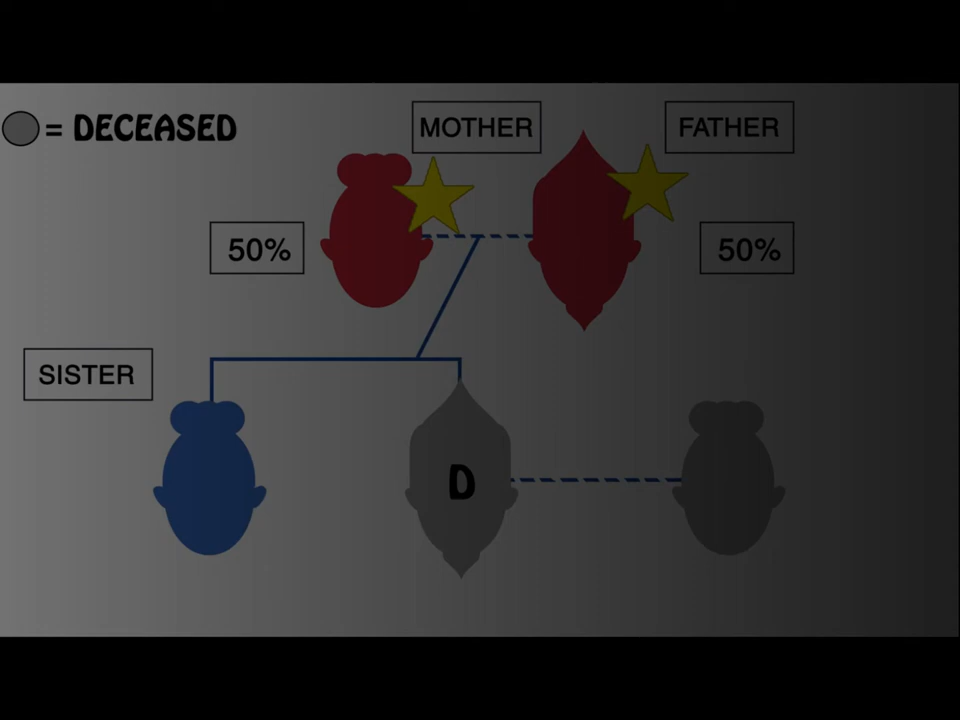 = DECEASED
MOTHER
FATHER
50%
50%
SISTER
D